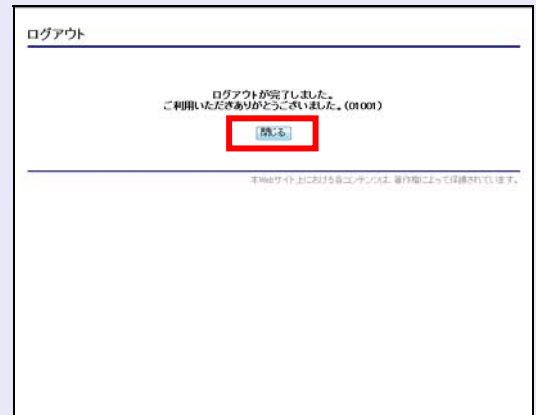 ログアウト
ログアウトが完了しました。
ご利用いただきありがとうございました。(01001)
閉じる
本Webサイト上における各コンテンツは、著作権によって保護されています。